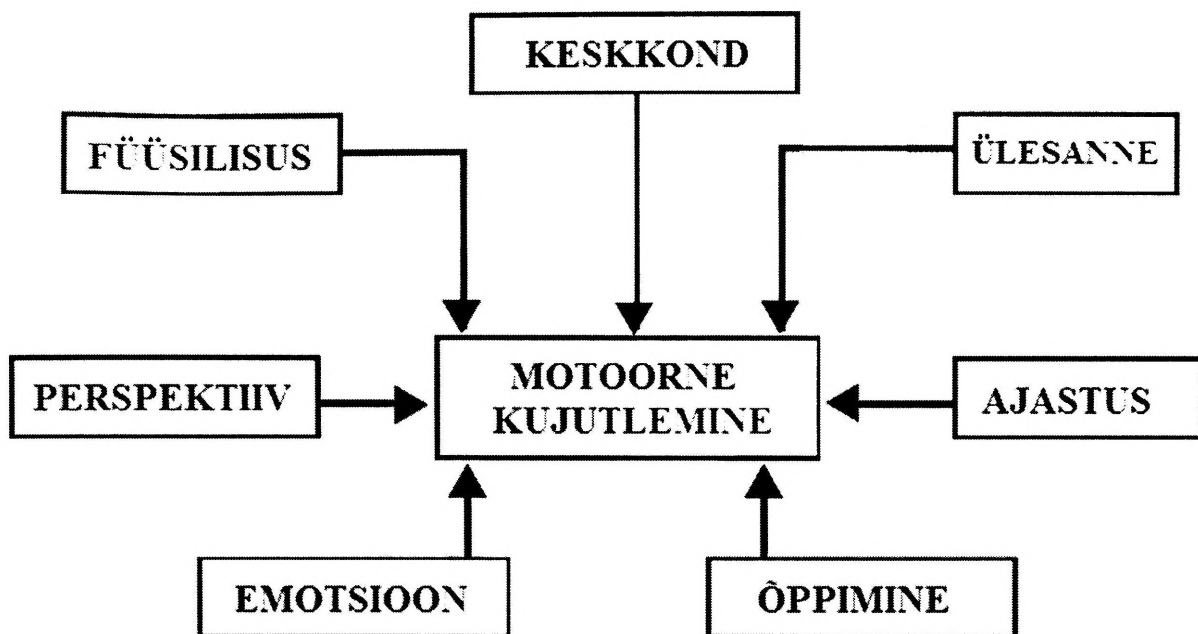 KESKKOND
FÜÜSILISUS
ÜLESANNE
PERSPEKTIIV
MOTOORNE
KUJUTLEMINE
AJASTUS
EMOTSIOON
ÕPPIMINE